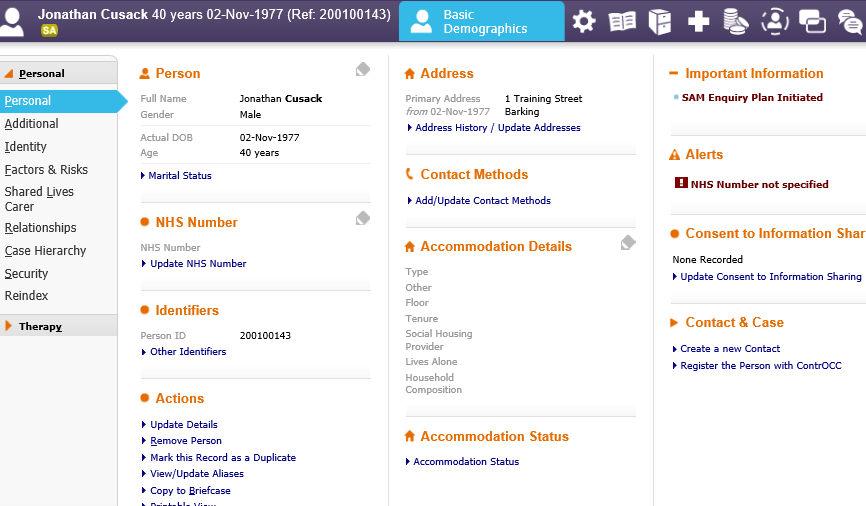 Jonathan Cusack 40 years 02-Nov-1977 (Ref: 200100143)
SA
Basic
Demographics
Personal
Personal
Additional
Identity
Factors & Risks
Shared Lives
Carer
Relationships
Case Hierarchy
Security
Reindex
Therapy
Person
Full Name Jonathan Cusack
Gender Male
Actual DOB 02-Nov-1977
Age 40 years
Marital Status
NHS Number
NHS Number
Update NHS Number
Identifiers
Person ID 200100143
Other Identifiers
Actions
Update Details
Remove Person
Mark this Record as a Duplicate
View/Update Aliases
Copy to Briefcase
Printable View
Address
Primary Address 1 Training Street
from 02-Nov-1977 Barking
Address History / Update Addresses
Contact Methods
Add/Update Contact Methods
Accommodation Details
Type
Other
Floor
Tenure
Social Housing
Provider
Lives Alone
Household
Composition
Accommodation Status
Accommodation Status
Important Information
SAM Enquiry Plan Initiated
Alerts
NHS Number not specified
Consent to Information Shar
None Recorded
Update Consent to Information Sharing
Contact & Case
Create a new Contact
Register the Person with ContrOCC